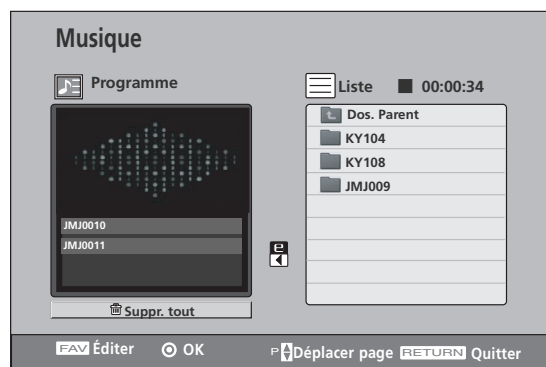 Musique
Programme
Liste 00:00:34
Dos. Parent
KY104
KY108
JMJ009
JMJ0010
JMJ0011
e
Suppr. tout
FAV Éditer OK P Déplacer page RETURN Quitter